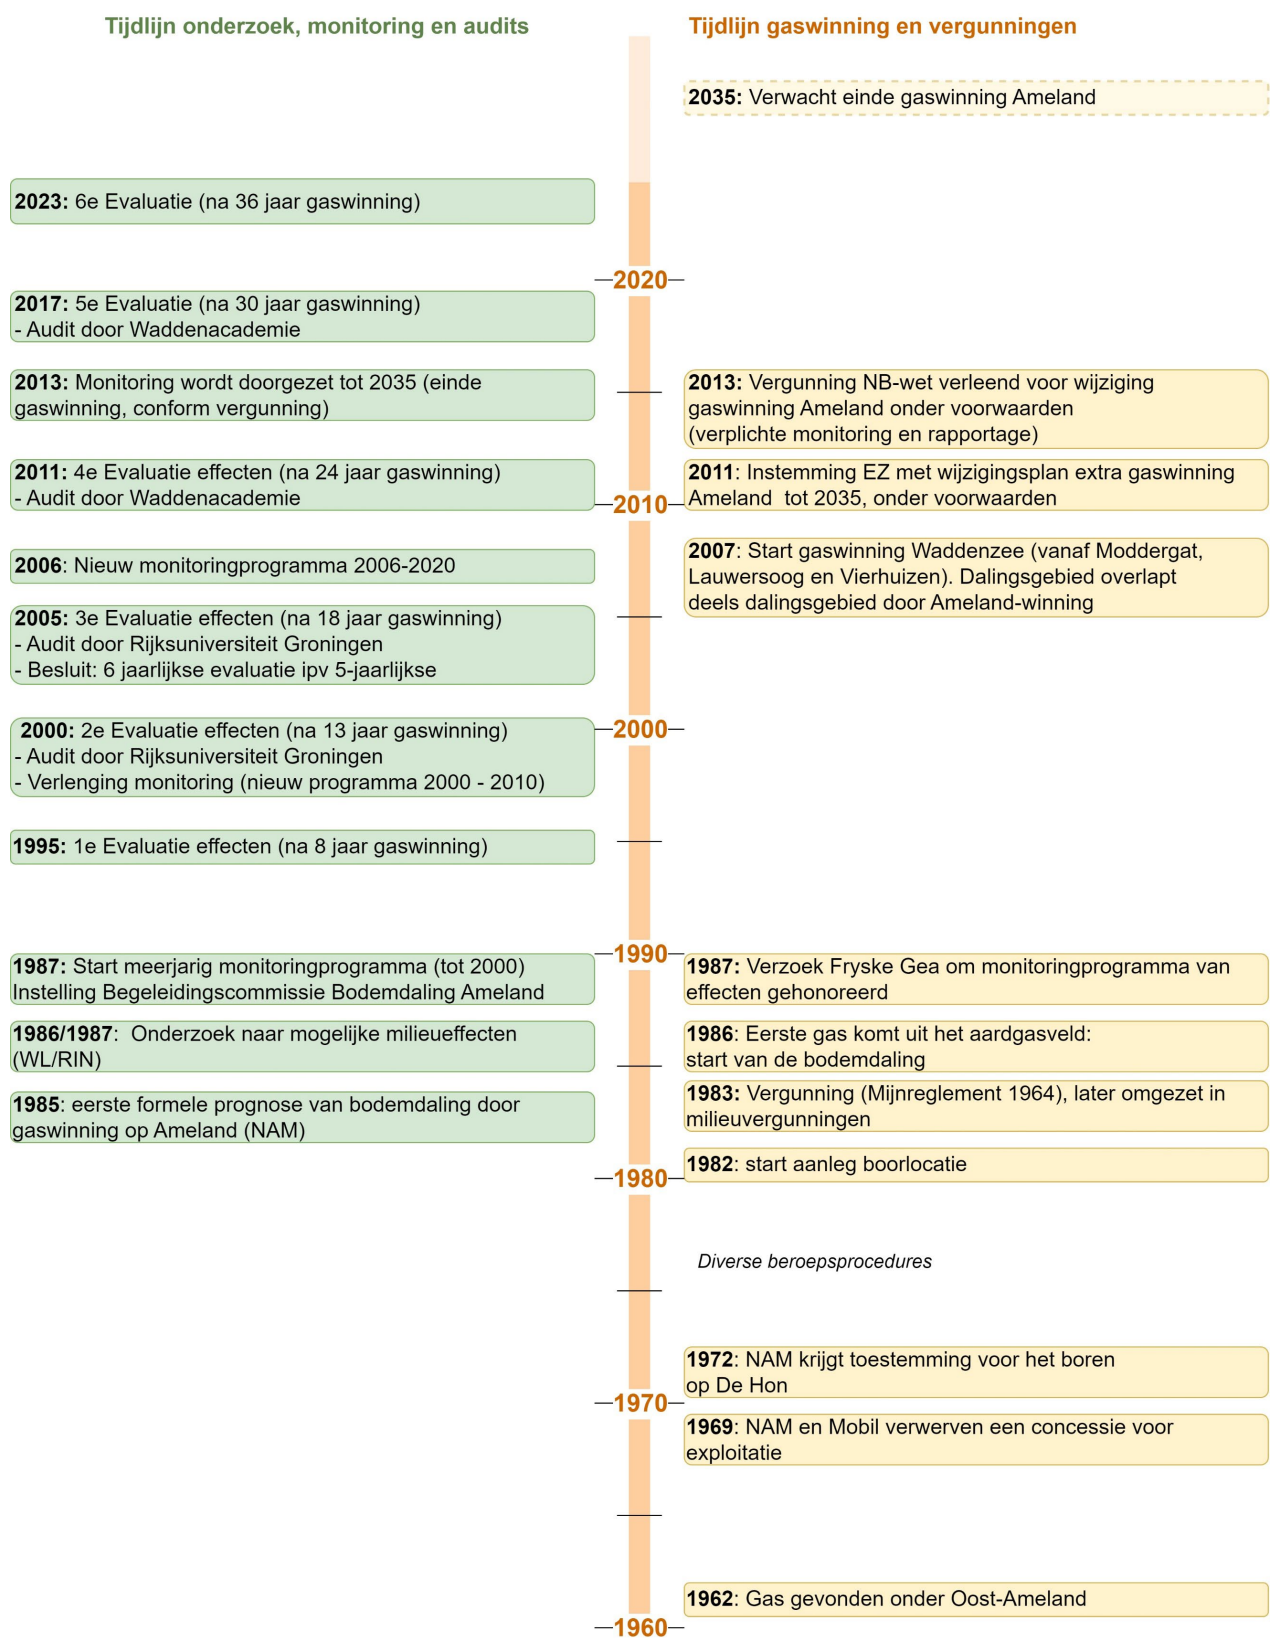 Tijdlijn onderzoek, monitoring en audits
2023: 6e Evaluatie (na 36 jaar gaswinning)
2017: 5e Evaluatie (na 30 jaar gaswinning)
- Audit door Waddenacademie
2013: Monitoring wordt doorgezet tot 2035 (einde
gaswinning, conform vergunning)
2011: 4e Evaluatie effecten (na 24 jaar gaswinning)
- Audit door Waddenacademie
2006: Nieuw monitoringprogramma 2006-2020
2005: 3e Evaluatie effecten (na 18 jaar gaswinning)
- Audit door Rijksuniversiteit Groningen
- Besluit: 6 jaarlijkse evaluatie ipv 5-jaarlijkse
2000: 2e Evaluatie effecten (na 13 jaar gaswinning)
- Audit door Rijksuniversiteit Groningen
- Verlenging monitoring (nieuw programma 2000 - 2010)
1995: 1e Evaluatie effecten (na 8 jaar gaswinning)
1987: Start meerjarig monitoringprogramma (tot 2000)
Instelling Begeleidingscommissie Bodemdaling Ameland
1986/1987: Onderzoek naar mogelijke milieueffecten
(WL/RIN)
1985: eerste formele prognose van bodemdaling door
gaswinning op Ameland (NAM)
2020
2010
2000
1990
1980
1970
1960
Tijdlijn gaswinning en vergunningen
2035: Verwacht einde gaswinning Ameland
2013: Vergunning NB-wet verleend voor wijziging
gaswinning Ameland onder voorwaarden
(verplichte monitoring en rapportage)
2011: Instemming EZ met wijzigingsplan extra gaswinning
Ameland tot 2035, onder voorwaarden
2007: Start gaswinning Waddenzee (vanaf Moddergat,
Lauwersoog en Vierhuizen). Dalingsgebied overlapt
deels dalingsgebied door Ameland-winning
1987: Verzoek Fryske Gea om monitoringprogramma van
effecten gehonoreerd
1986: Eerste gas komt uit het aardgasveld:
start van de bodemdaling
1983: Vergunning (Mijnreglement 1964), later omgezet in
milieuvergunningen
1982: start aanleg boorlocatie
Diverse beroepsprocedures
1972: NAM krijgt toestemming voor het boren
op De Hon
1969: NAM en Mobil verwerven een concessie voor
exploitatie
1962: Gas gevonden onder Oost-Ameland